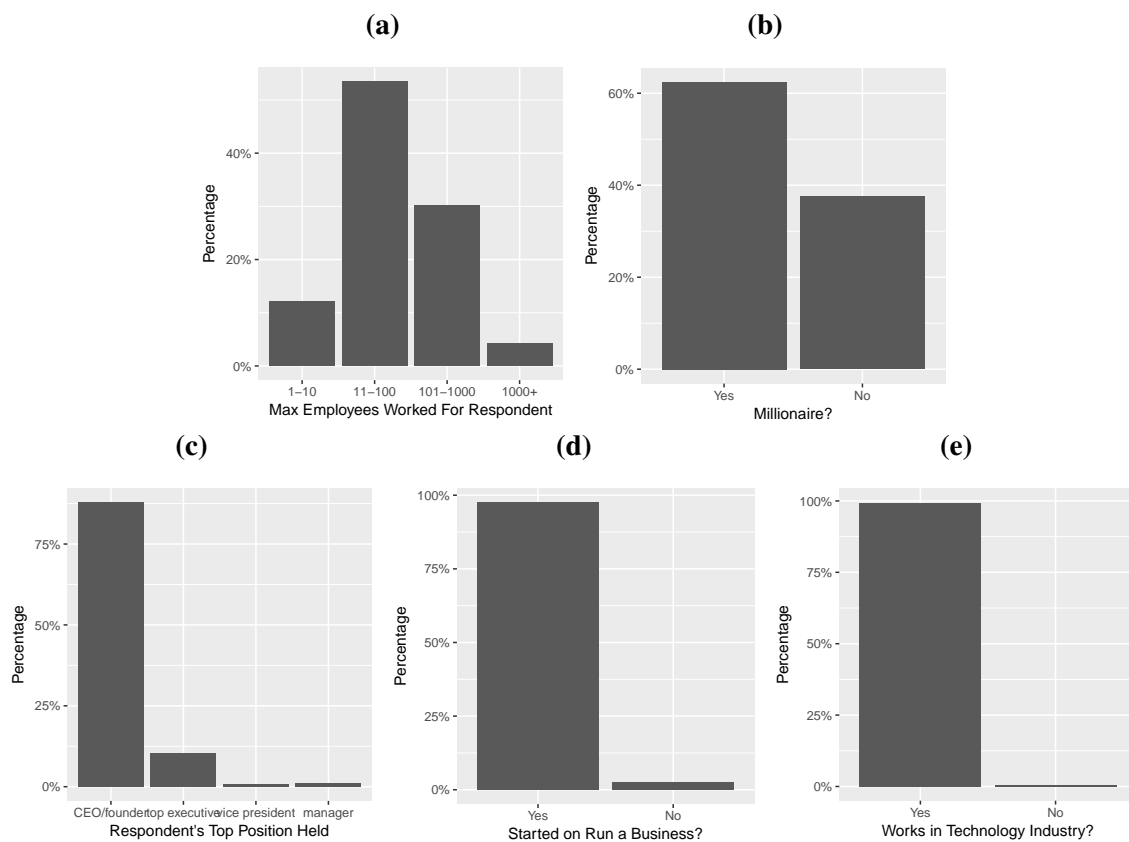 (a)
Percentage
40%
20%
0%
1−10 11−100 101−1000 1000+
Max Employees Worked For Respondent
(b)
Percentage
60%
40%
20%
0%
Yes No
Millionaire?
(c)
Percentage
75%
50%
25%
0%
CEO/founder top executive vice president manager
Respondent's Top Position Held
(d)
Percentage
100%
75%
50%
25%
0%
Yes No
Started on Run a Business?
(e)
Percentage
100%
75%
50%
25%
0%
Yes No
Works in Technology Industry?